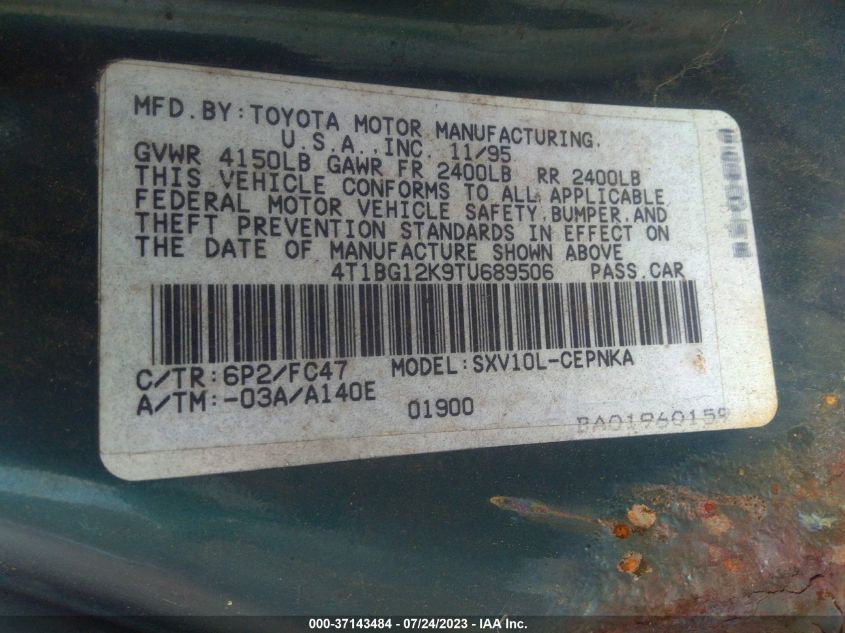 MFD.BY:TOYOTA MOTOR MANUFACTURING.
U.S.A.,INC. 11/95
GVWR 4150LB GAWR FR 2400LB RR 2400LB
THIS VEHICLE CONFORMS TO ALL APPLICABLE
FEDERAL MOTOR VEHICLE SAFETY.BUMPER.AND
THEFT PREVENTION STANDARDS IN EFFECT ON
THE DATE OF MANUFACTURE SHOWN ABOVE
4T1BG12K9TU689506 PASS.CAR
C/TR:6P2/FC47 MODEL:SXV10L-CEPNKA
A/TM:-03A/A140E 01900
BA01960159
000-37143484 - 07/24/2023 - IAA Inc.